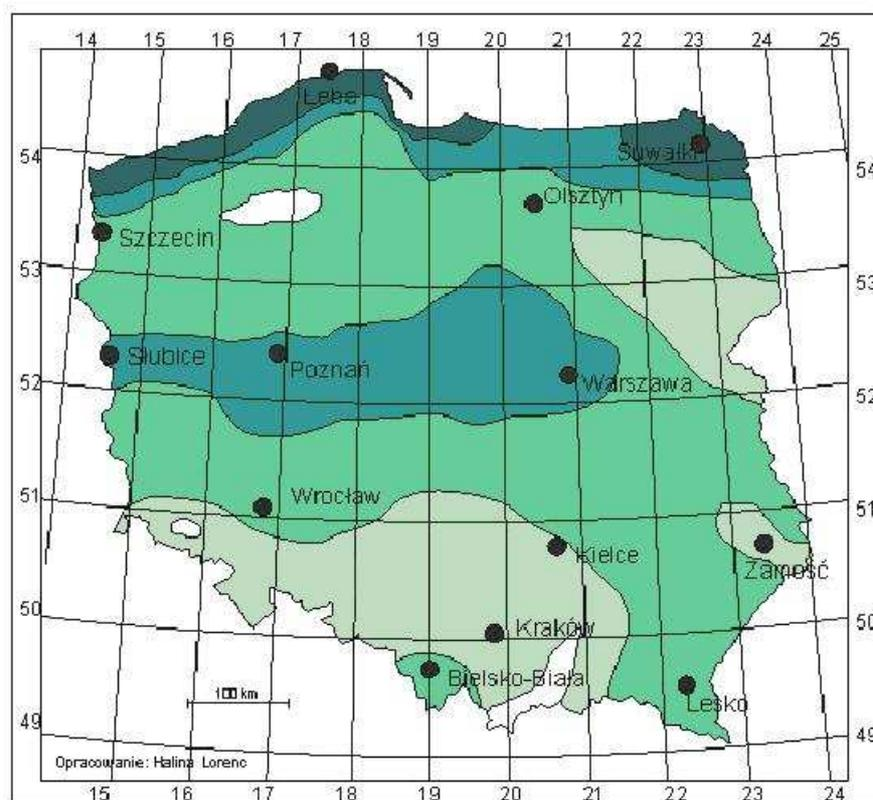 14 15 16 17 18 19 20 21 22 23 24 25
Łeba
54 Suwałki 54
Olsztyn
Szczecin
53 53
Słubice Poznań
52 Warszawa 52
51 Wrocław 51
Kielce
Zamość
50 Kraków 50
Bielsko-Biała
100 km Lesko
49 49
Opracowanie: Halina Lorenc
15 16 17 18 19 20 21 22 23 24